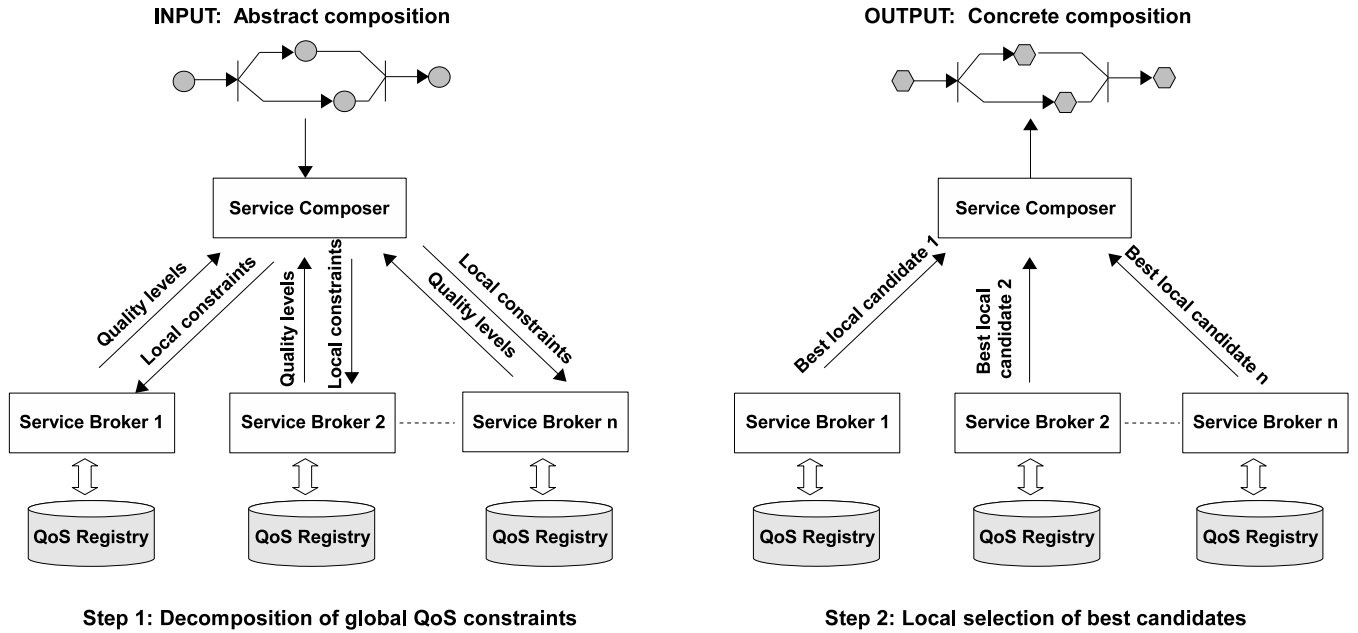 INPUT: Abstract composition
Service Composer
Quality levels
Local constraints
Quality levels
Local constraints
Local constraints
Quality levels
Service Broker 1
Service Broker 2
Service Broker n
QoS Registry
QoS Registry
QoS Registry
Step 1: Decomposition of global QoS constraints
OUTPUT: Concrete composition
Service Composer
Best local candidate 1
Best local
candidate 2
Best local candidate n
Service Broker 1
Service Broker 2
Service Broker n
QoS Registry
QoS Registry
QoS Registry
Step 2: Local selection of best candidates